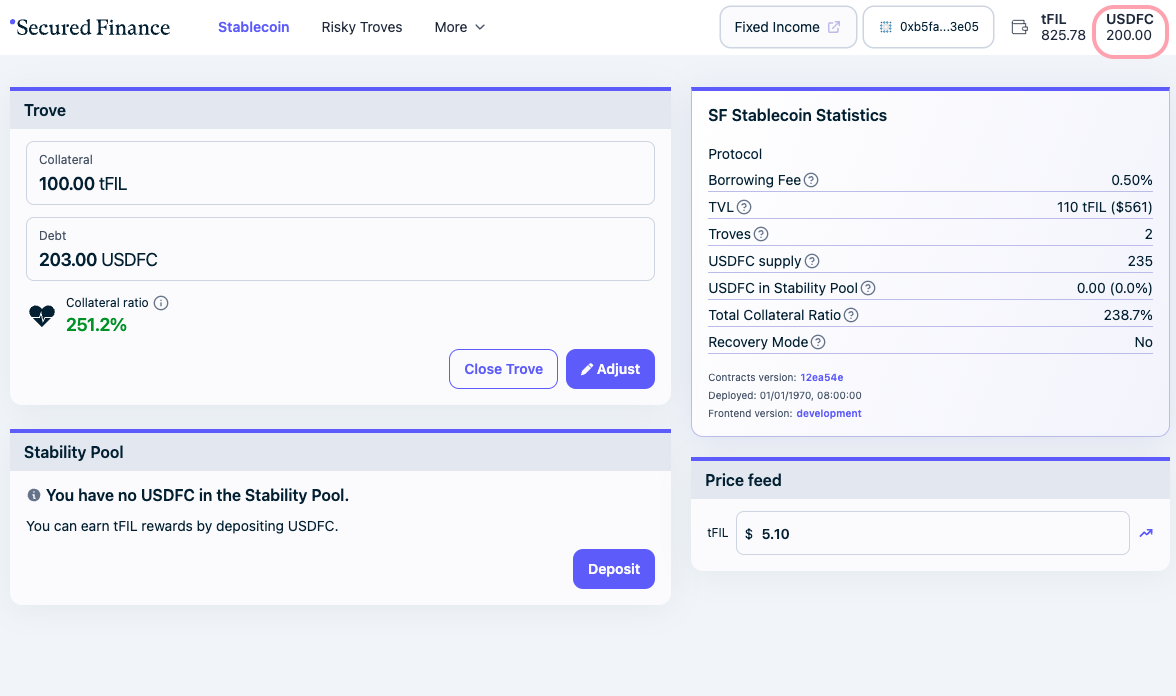 Secured Finance
Stablecoin
Risky Troves
More
Fixed Income
0xb5fa...3e05
tFIL
825.78
USDFC
200.00
Trove
Collateral
100.00 tFIL
Debt
203.00 USDFC
Collateral ratio
251.2%
Close Trove
Adjust
Stability Pool
You have no USDFC in the Stability Pool.
You can earn tFIL rewards by depositing USDFC.
Deposit
SF Stablecoin Statistics
Protocol
Borrowing Fee 0.50%
TVL 110 tFIL ($561)
Troves 2
USDFC supply 235
USDFC in Stability Pool 0.00 (0.0%)
Total Collateral Ratio 238.7%
Recovery Mode No
Contracts version: 12ea54e
Deployed: 01/01/1970, 08:00:00
Frontend version: development
Price feed
tFIL $ 5.10